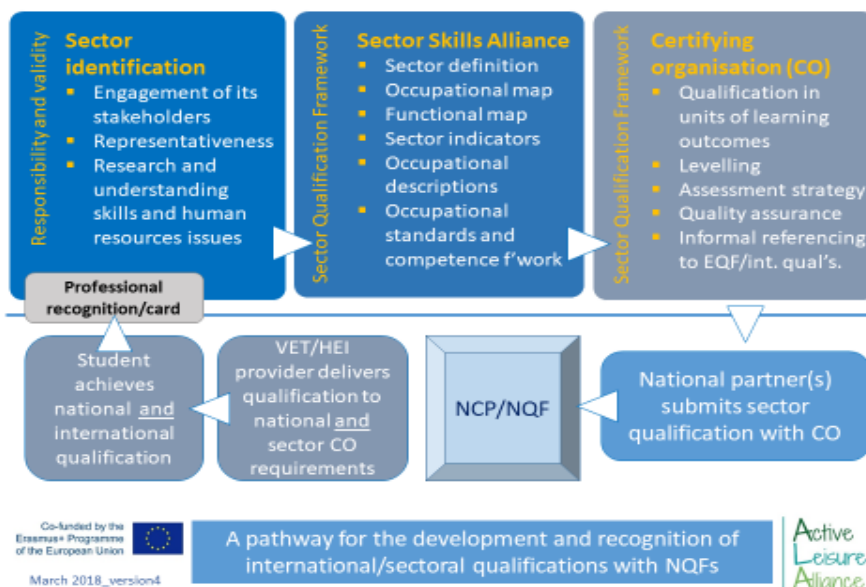 Responsibility and validity
Sector
identification
▪ Engagement of its
stakeholders
▪ Representativeness
▪ Research and
understanding
skills and human
resources issues
Sector Qualification Framework
Sector Skills Alliance
▪ Sector definition
▪ Occupational map
▪ Functional map
▪ Sector indicators
▪ Occupational
descriptions
▪ Occupational
standards and
competence f'work
Sector Qualification Framework
Certifying
organisation (CO)
▪ Qualification in
units of learning
outcomes
▪ Levelling
▪ Assessment strategy
▪ Quality assurance
▪ Informal referencing
to EQF/int. qual's.
Professional
recognition/card
Student
achieves
national and
international
qualification
VET/HEI
provider delivers
qualification to
national and
sector CO
requirements
NCP/NQF
National partner(s)
submits sector
qualification with CO
Co-funded by the
Erasmus+ Programme
of the European Union
March 2018_version4
A pathway for the development and recognition of
international/sectoral qualifications with NQFs
Active
Leisure
Alliance